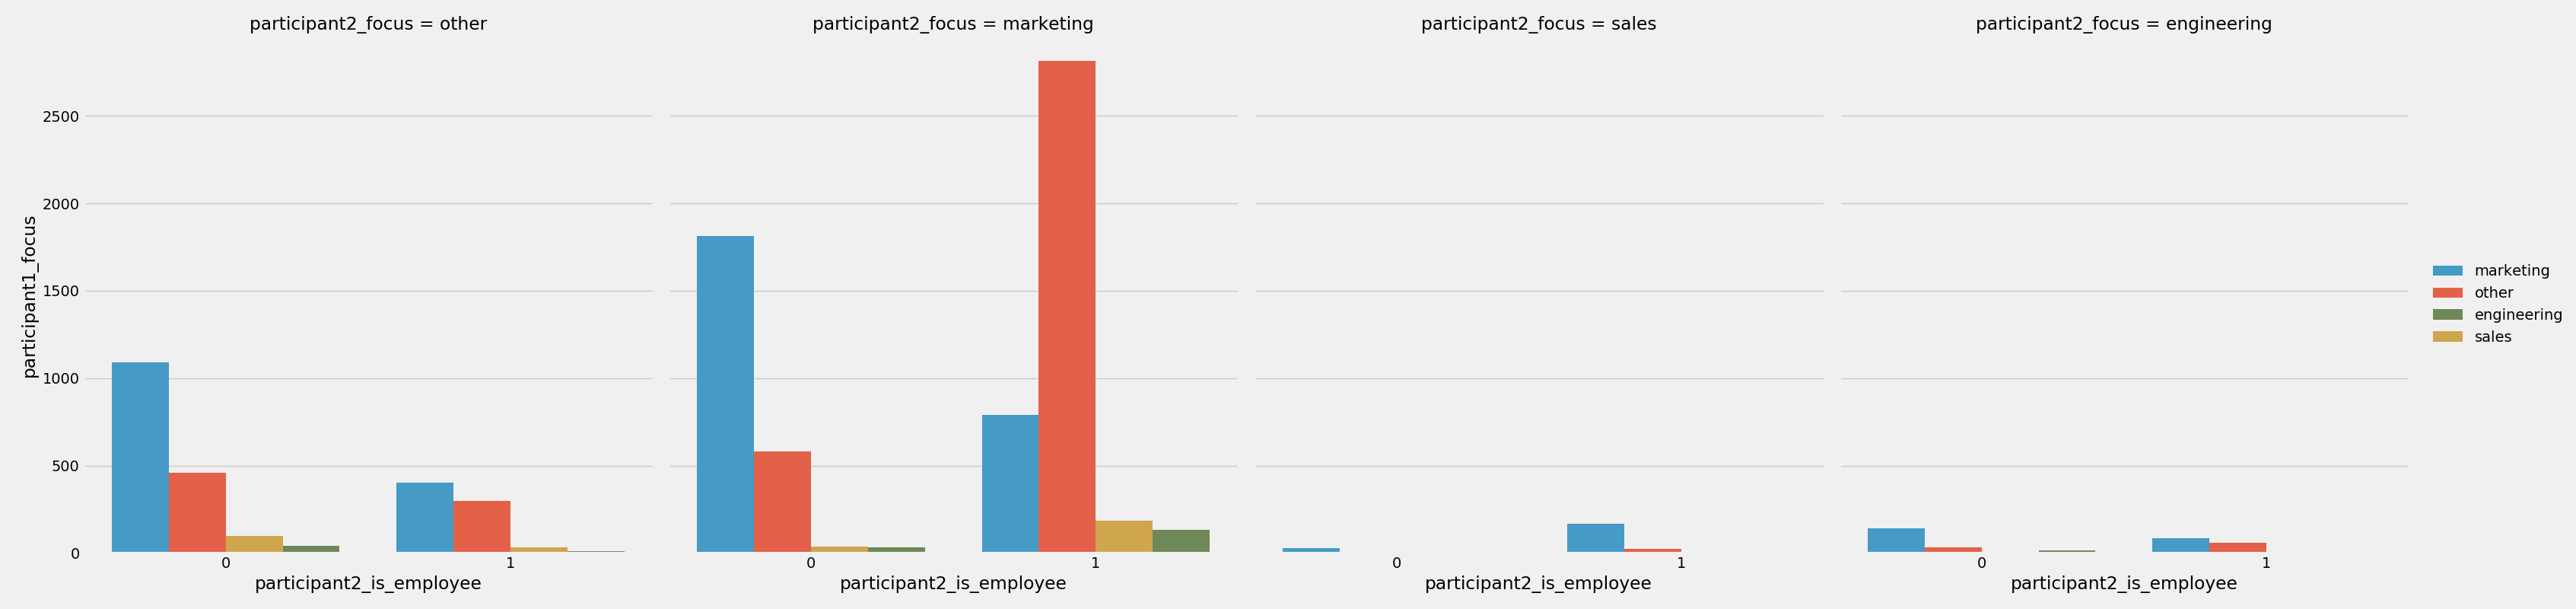 participant2_focus = other
participant2_focus = marketing
participant2_focus = sales
participant2_focus = engineering
participant1_focus
2500
2000
1500
1000
500
0
0
1
participant2_is_employee
0
1
participant2_is_employee
0
1
participant2_is_employee
0
1
participant2_is_employee
marketing
other
engineering
sales